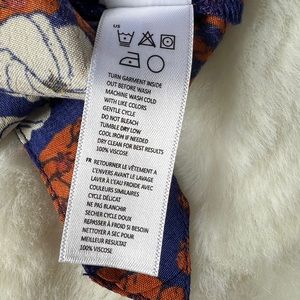 US
TURN GARMENT INSIDE
OUT BEFORE WASH
MACHINE WASH COLD
WITH LIKE COLORS
GENTLE CYCLE
DO NOT BLEACH
TUMBLE DRY LOW
COOL IRON IF NEEDED
DRY CLEAN FOR BEST RESULTS
100% VISCOSE
FR RETOURNER LE VÊTEMENT À
L'ENVERS AVANT LE LAVAGE
LAVER À L'EAU FROIDE AVEC
COULEURS SIMILAIRES
CYCLE DÉLICAT
NE PAS BLANCHIR
SECHER CYCLE DOUX
REPASSER À FROID SI BESOIN
NETTOYER A SEC POUR
MEILLEUR RESULTAT
100% VISCOSE